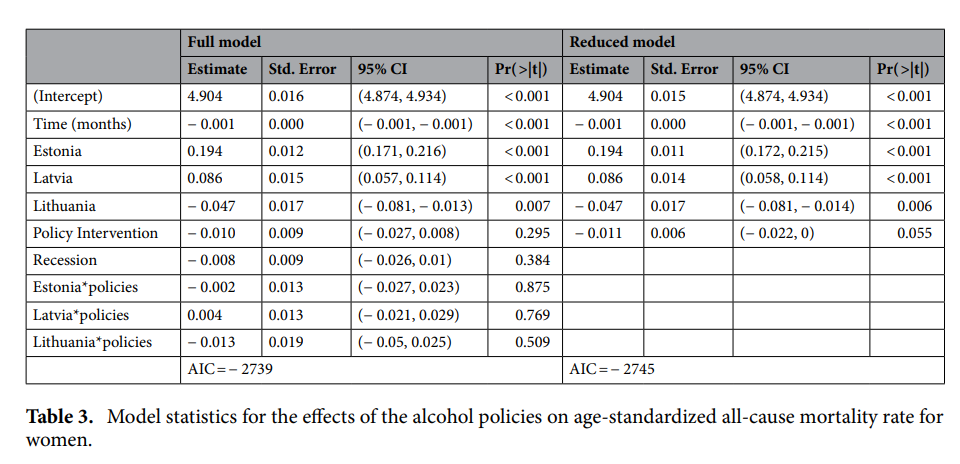 Full model Reduced model
Estimate Std. Error 95% CI Pr(>|t|) Estimate Std. Error 95% CI Pr(>|t|)
(Intercept) 4.904 0.016 (4.874, 4.934) <0.001 4.904 0.015 (4.874, 4.934) <0.001
Time (months) − 0.001 0.000 (− 0.001, − 0.001) <0.001 − 0.001 0.000 (− 0.001, − 0.001) <0.001
Estonia 0.194 0.012 (0.171, 0.216) <0.001 0.194 0.011 (0.172, 0.215) <0.001
Latvia 0.086 0.015 (0.057, 0.114) <0.001 0.086 0.014 (0.058, 0.114) <0.001
Lithuania − 0.047 0.017 (− 0.081, − 0.013) 0.007 − 0.047 0.017 (− 0.081, − 0.014) 0.006
Policy Intervention − 0.010 0.009 (− 0.027, 0.008) 0.295 − 0.011 0.006 (− 0.022, 0) 0.055
Recession − 0.008 0.009 (− 0.026, 0.01) 0.384
Estonia*policies − 0.002 0.013 (− 0.027, 0.023) 0.875
Latvia*policies 0.004 0.013 (− 0.021, 0.029) 0.769
Lithuania*policies − 0.013 0.019 (− 0.05, 0.025) 0.509
AIC = − 2739 AIC = − 2745
Table 3. Model statistics for the effects of the alcohol policies on age-standardized all-cause mortality rate for
women.